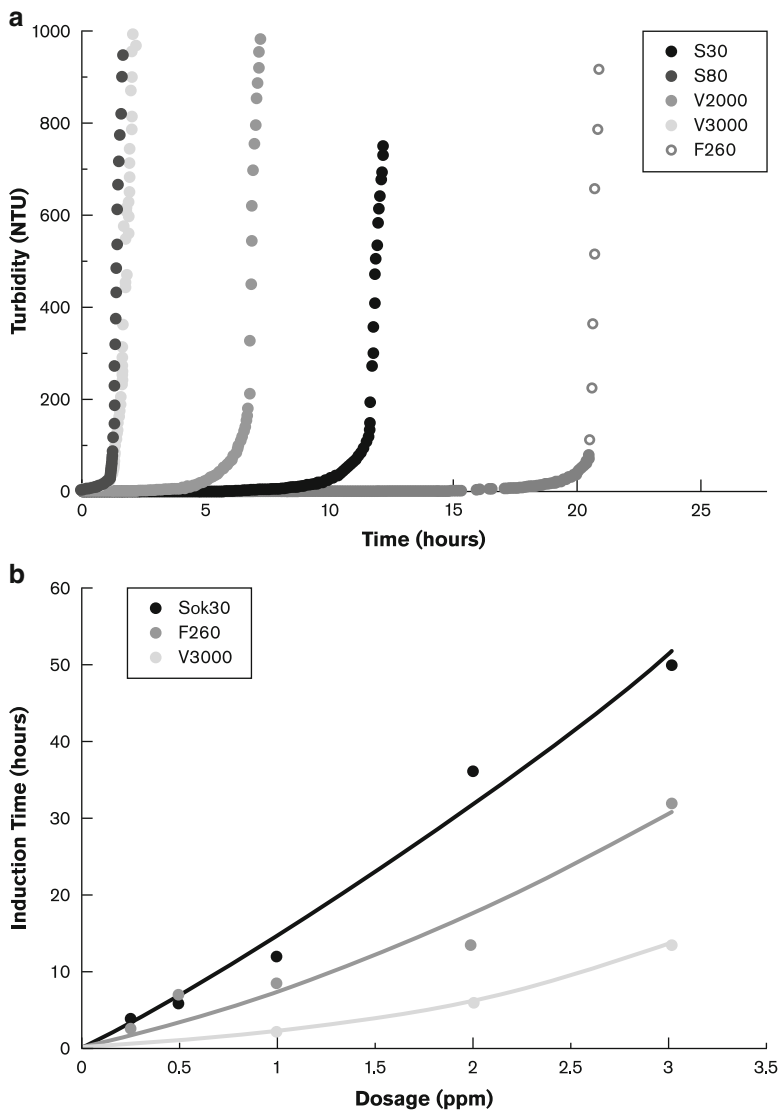 a
1000
800
600
400
200
0
Turbidity (NTU)
S30
S80
V2000
V3000
F260
0 5 10 15 20 25
Time (hours)
b
60
50
40
30
20
10
0
Induction Time (hours)
Sok30
F260
V3000
0 0.5 1 1.5 2 2.5 3 3.5
Dosage (ppm)